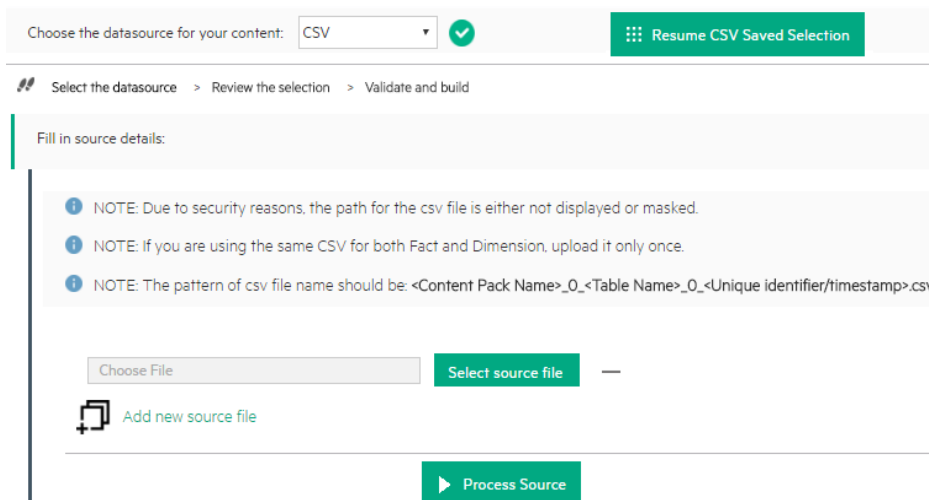 Choose the datasource for your content: CSV
Resume CSV Saved Selection
Select the datasource > Review the selection > Validate and build
Fill in source details:
NOTE: Due to security reasons, the path for the csv file is either not displayed or masked.
NOTE: If you are using the same CSV for both Fact and Dimension, upload it only once.
NOTE: The pattern of csv file name should be: <Content Pack Name>_0_<Table Name>_0_<Unique identifier/timestamp>.csv
Choose File Select source file
Add new source file
Process Source